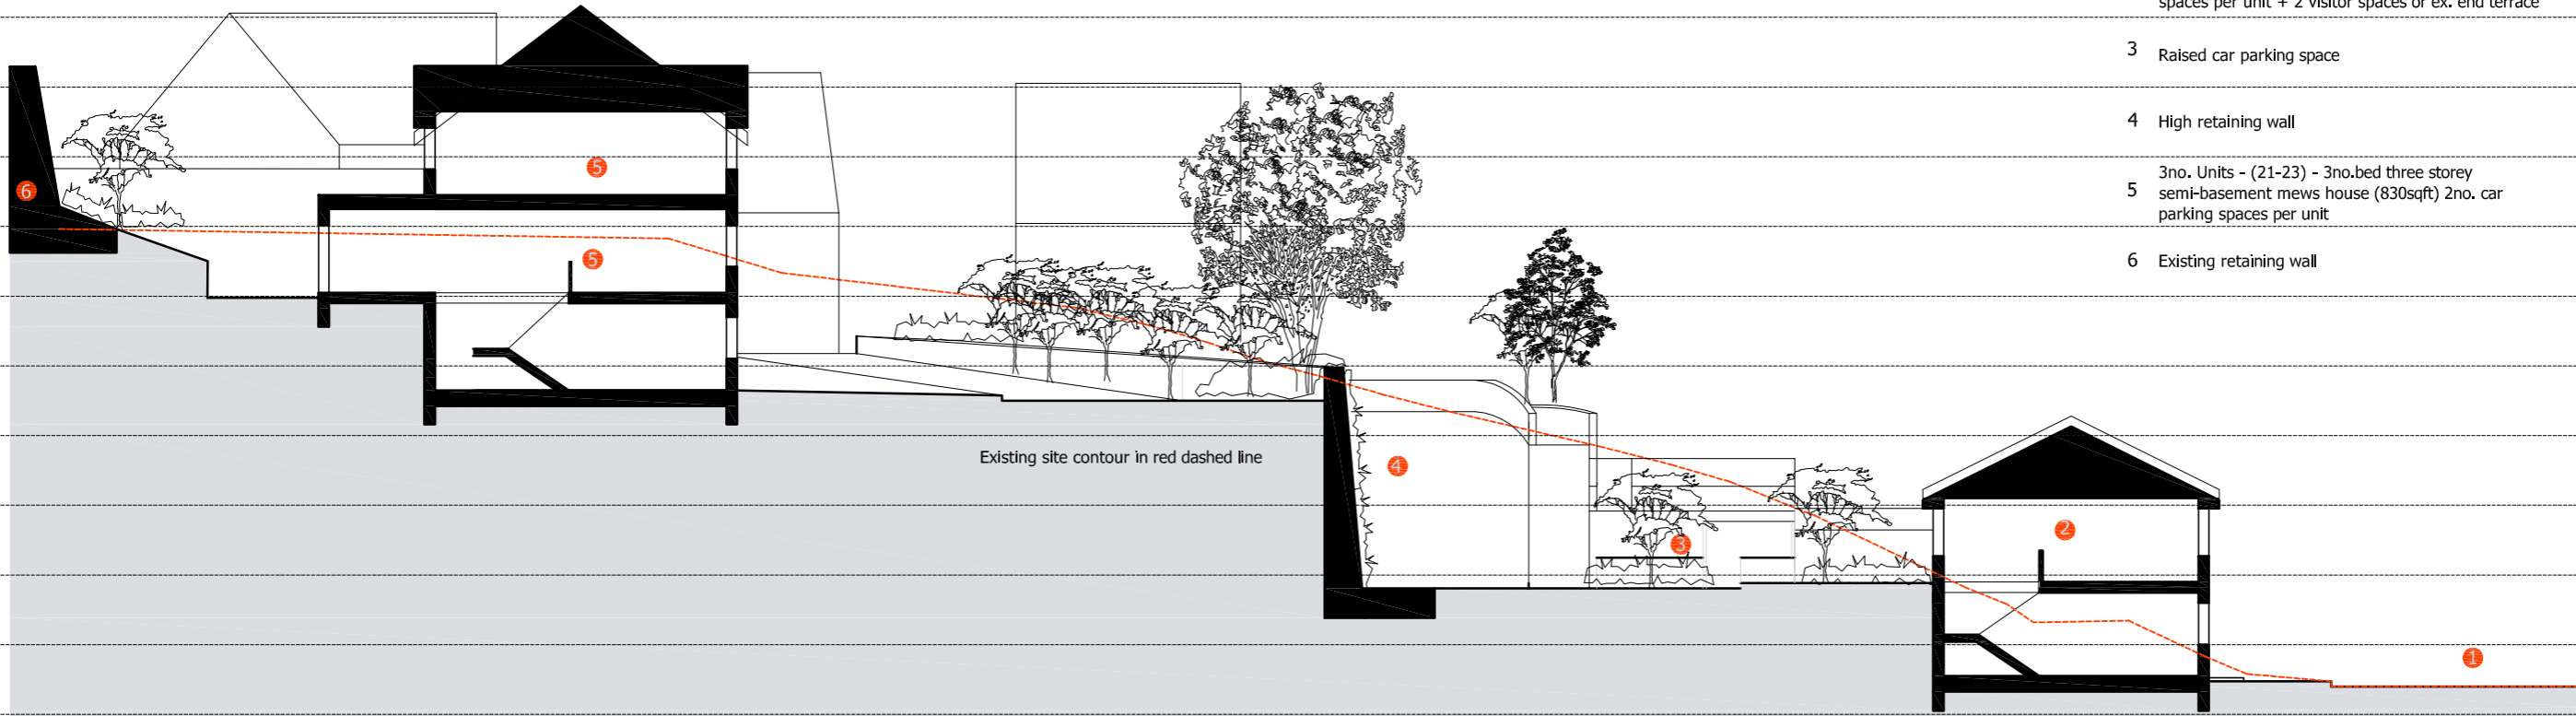 spaces per unit + 2 visitor spaces or ex. end terrace
3 Raised car parking space
4 High retaining wall
5 3no. Units - (21-23) - 3no.bed three storey
semi-basement mews house (830sqft) 2no. car
parking spaces per unit
6 Existing retaining wall
5
6
5
Existing site contour in red dashed line
4
3
2
1